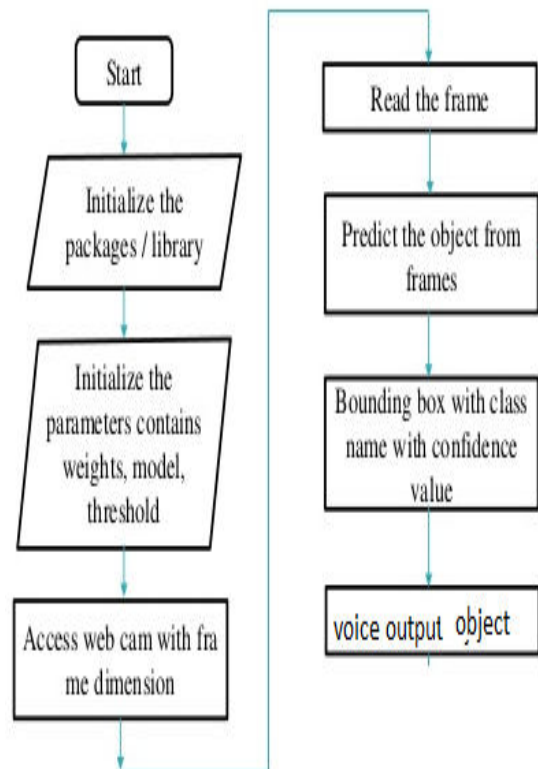 Start
Initialize the
packages / library
Initialize the
parameters contains
weights, model,
threshold
Access web cam with fra
me dimension
Read the frame
Predict the object from
frames
Bounding box with class
name with confidence
value
voice output object